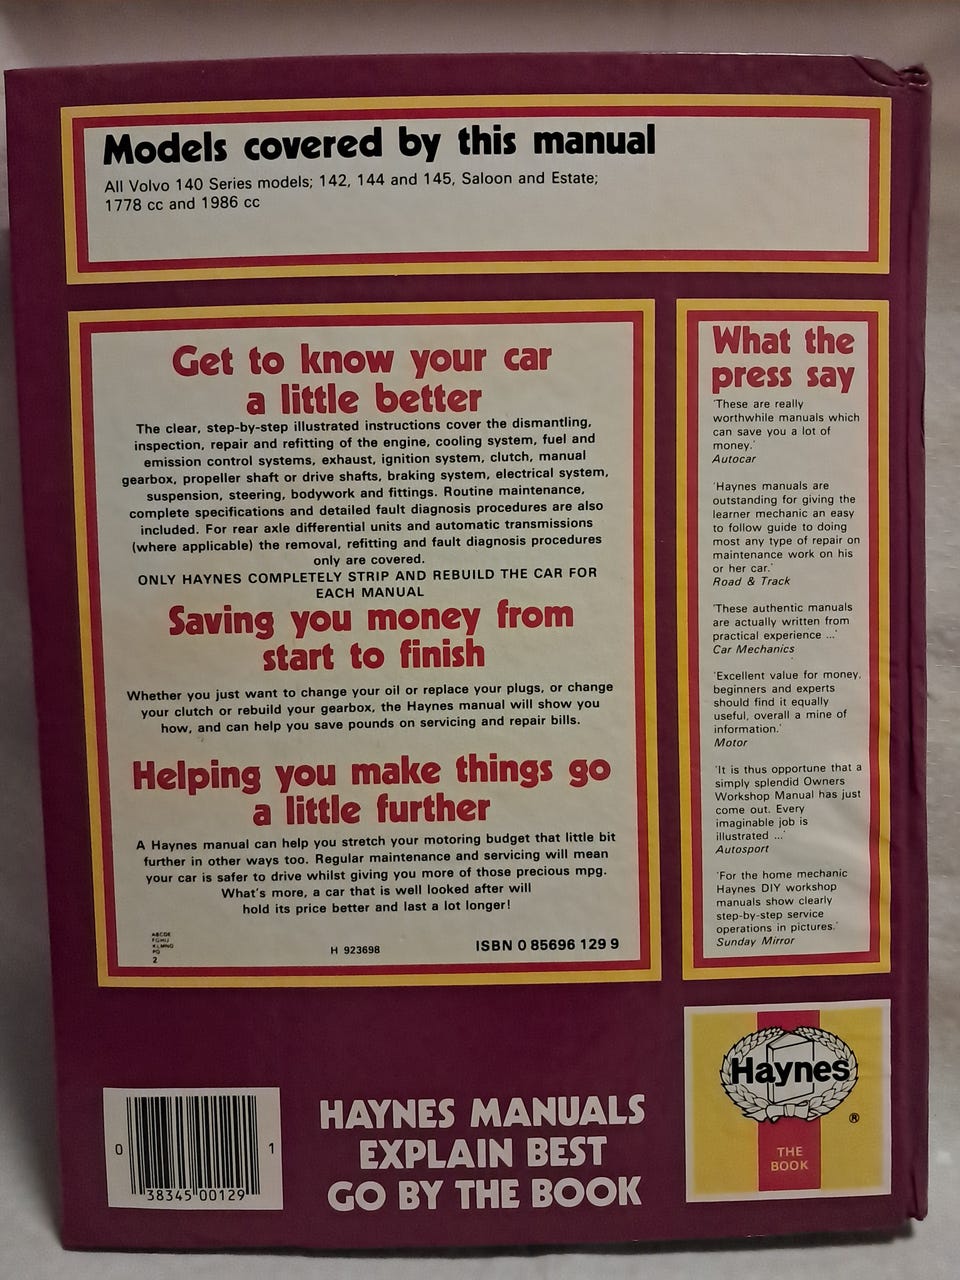 Models covered by this manual
All Volvo 140 Series models; 142, 144 and 145, Saloon and Estate;
1778 cc and 1986 cc
Get to know your car
a little better
The clear, step-by-step illustrated instructions cover the dismantling,
inspection, repair and refitting of the engine, cooling system, fuel and
emission control systems, exhaust, ignition system, clutch, manual
gearbox, propeller shaft or drive shafts, braking system, electrical system,
suspension, steering, bodywork and fittings. Routine maintenance,
complete specifications and detailed fault diagnosis procedures are also
included. For rear axle differential units and automatic transmissions
(where applicable) the removal, refitting and fault diagnosis procedures
only are covered.
ONLY HAYNES COMPLETELY STRIP AND REBUILD THE CAR FOR
EACH MANUAL
Saving you money from
start to finish
Whether you just want to change your oil or replace your plugs, or change
your clutch or rebuild your gearbox, the Haynes manual will show you
how, and can help you save pounds on servicing and repair bills.
Helping you make things go
a little further
A Haynes manual can help you stretch your motoring budget that little bit
further in other ways too. Regular maintenance and servicing will mean
your car is safer to drive whilst giving you more of those precious mpg.
What's more, a car that is well looked after will
hold its price better and last a lot longer!
ABCDE
FGHIJ
KLMNO
PQ
2
H 923698
ISBN 0 85696 129 9
What the
press say
'These are really
worthwhile manuals which
can save you a lot of
money.'
Autocar
'Haynes manuals are
outstanding for giving the
learner mechanic an easy
to follow guide to doing
most any type of repair on
maintenance work on his
or her car.'
Road & Track
'These authentic manuals
are actually written from
practical experience ...'
Car Mechanics
'Excellent value for money,
beginners and experts
should find it equally
useful, overall a mine of
information.'
Motor
'It is thus opportune that a
simply splendid Owners
Workshop Manual has just
come out. Every
imaginable job is
illustrated ...'
Autosport
'For the home mechanic
Haynes DIY workshop
manuals show clearly
step-by-step service
operations in pictures.'
Sunday Mirror
0 38345 00129 1
HAYNES MANUALS
EXPLAIN BEST
GO BY THE BOOK
Haynes
®
THE
BOOK